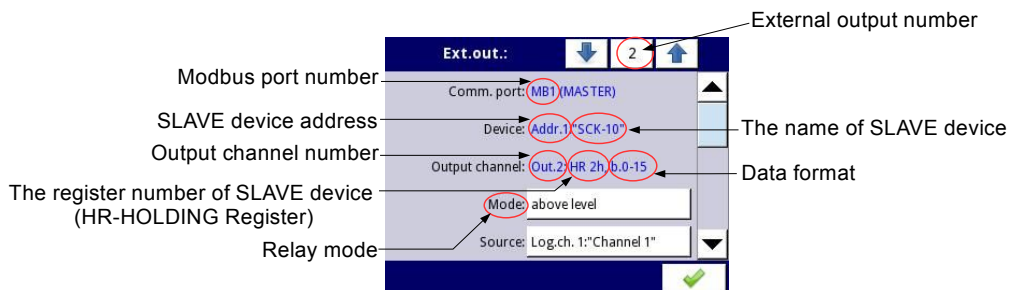 External output number
Ext.out.: 2
Modbus port number
Comm. port: MB1 (MASTER)
SLAVE device address
Device: Addr.1:"SCK-10"
The name of SLAVE device
Output channel number
Output channel: Out.2: HR 2h, b.0-15
Data format
The register number of SLAVE device
(HR-HOLDING Register)
Mode: above level
Relay mode
Source: Log.ch. 1:"Channel 1"